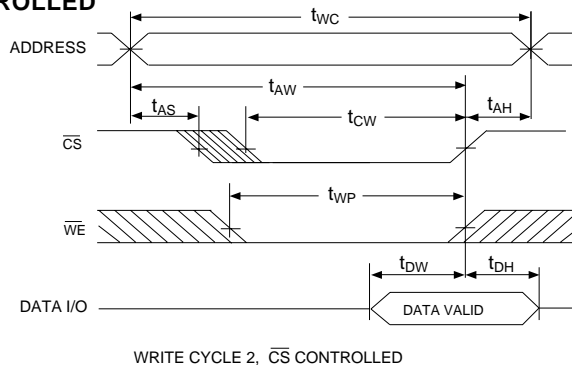 ROLLED
tWC
ADDRESS
tAW
tAS
tAH
tCW
CS
tWP
WE
tDW
tDH
DATA I/O
DATA VALID
WRITE CYCLE 2, CS CONTROLLED